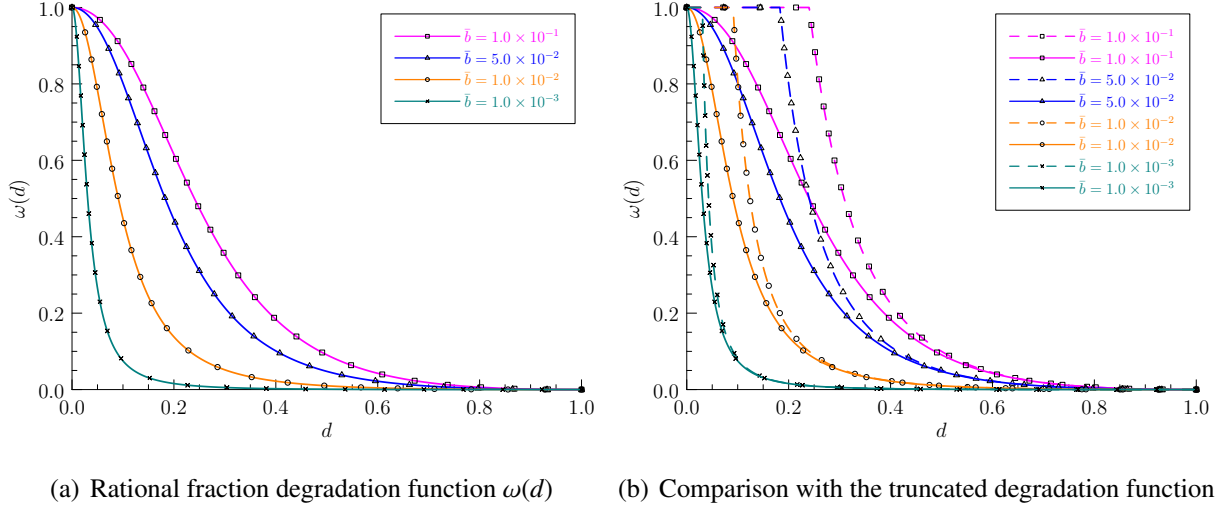 1.0
0.8
0.6
0.4
0.2
0.0
ω(d)
0.0 0.2 0.4 0.6 0.8 1.0
d
b̄ = 1.0 × 10⁻¹
b̄ = 5.0 × 10⁻²
b̄ = 1.0 × 10⁻²
b̄ = 1.0 × 10⁻³
(a) Rational fraction degradation function ω(d)
1.0
0.8
0.6
0.4
0.2
0.0
ω(d)
0.0 0.2 0.4 0.6 0.8 1.0
d
b̄ = 1.0 × 10⁻¹
b̄ = 1.0 × 10⁻¹
b̄ = 5.0 × 10⁻²
b̄ = 5.0 × 10⁻²
b̄ = 1.0 × 10⁻²
b̄ = 1.0 × 10⁻²
b̄ = 1.0 × 10⁻³
b̄ = 1.0 × 10⁻³
(b) Comparison with the truncated degradation function